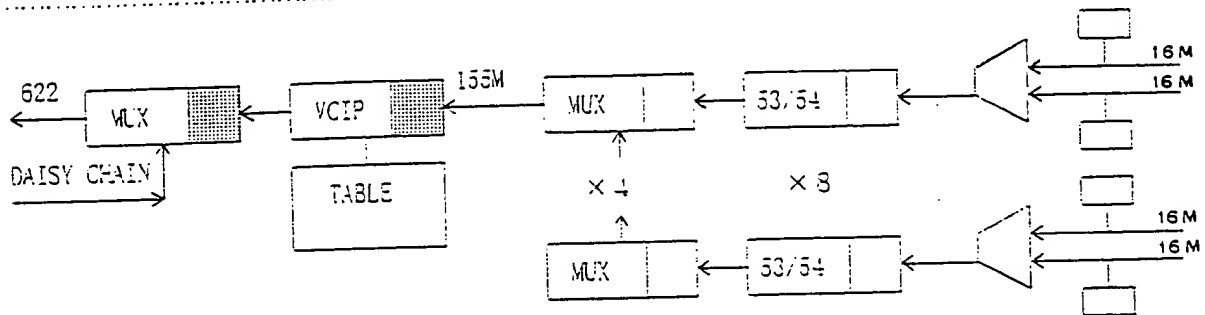 16 M
16 M
622
155M
MUX
VCIP
MUX
53/54
DAISY CHAIN
TABLE
× 4
× 8
16 M
16 M
MUX
53/54